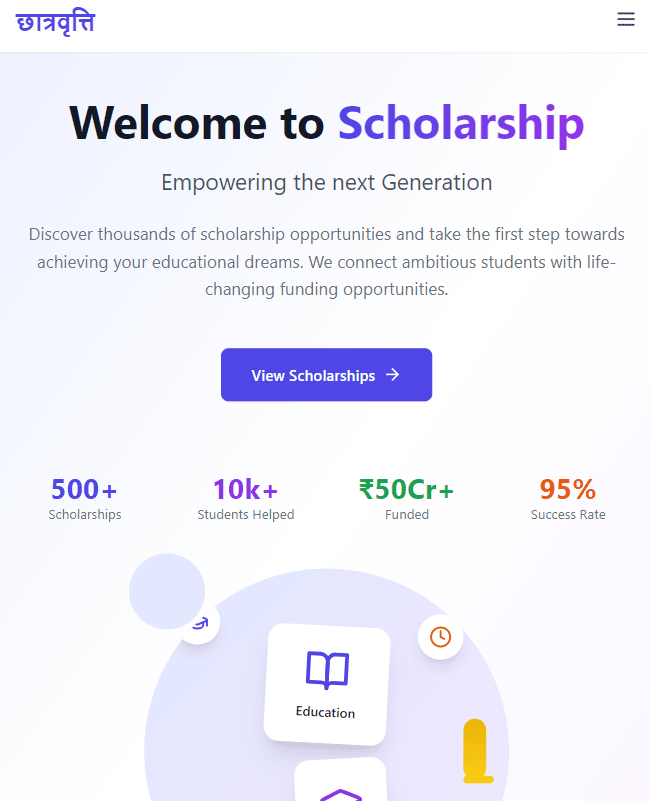 छात्रवृत्ति
Welcome to Scholarship
Empowering the next Generation
Discover thousands of scholarship opportunities and take the first step towards
achieving your educational dreams. We connect ambitious students with life-
changing funding opportunities.
View Scholarships
500+
Scholarships
10k+
Students Helped
₹50Cr+
Funded
95%
Success Rate
Education